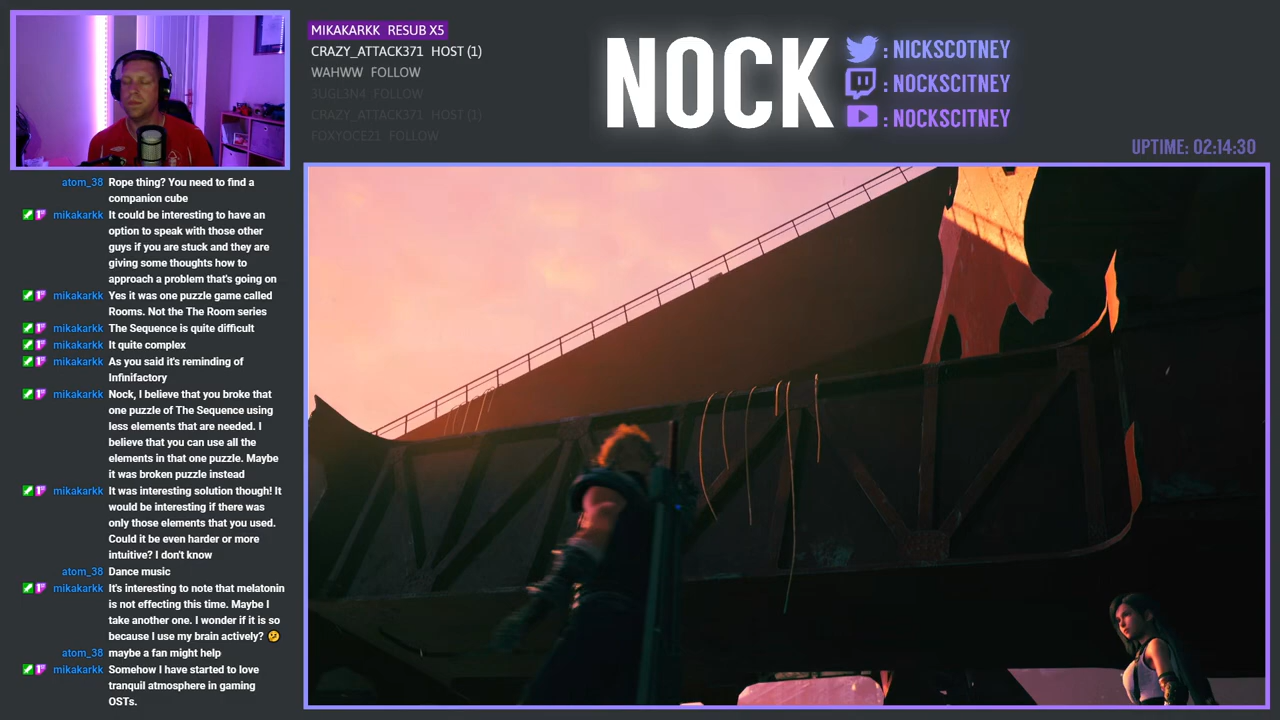 MIKAKARKK RESUB X5
CRAZY_ATTACK371 HOST (1)
WAHWW FOLLOW
3UGL3N4 FOLLOW
CRAZY_ATTACK371 HOST (1)
FOXYOCE21 FOLLOW
NOCK
: NICKSCOTNEY
: NOCKSCITNEY
: NOCKSCITNEY
UPTIME: 02:14:30
atom_38 Rope thing? You need to find a
companion cube
mikakarkk It could be interesting to have an
option to speak with those other
guys if you are stuck and they are
giving some thoughts how to
approach a problem that's going on
mikakarkk Yes it was one puzzle game called
Rooms. Not the The Room series
mikakarkk The Sequence is quite difficult
mikakarkk It quite complex
mikakarkk As you said it's reminding of
Infinifactory
mikakarkk Nock, I believe that you broke that
one puzzle of The Sequence using
less elements that are needed. I
believe that you can use all the
elements in that one puzzle. Maybe
it was broken puzzle instead
mikakarkk It was interesting solution though! It
would be interesting if there was
only those elements that you used.
Could it be even harder or more
intuitive? I don't know
atom_38 Dance music
mikakarkk It's interesting to note that melatonin
is not effecting this time. Maybe I
take another one. I wonder if it is so
because I use my brain actively? 🤔
atom_38 maybe a fan might help
mikakarkk Somehow I have started to love
tranquil atmosphere in gaming
OSTs.